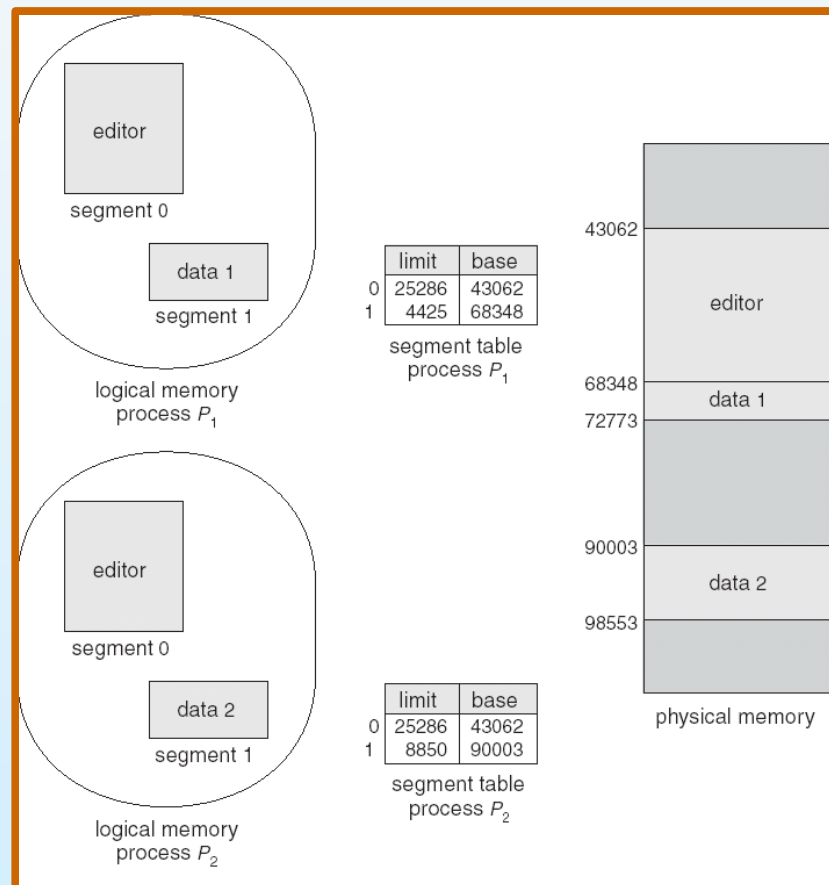 editor
segment 0
data 1
segment 1
logical memory
process P1
limit base
0 25286 43062
1 4425 68348
segment table
process P1
editor
segment 0
data 2
segment 1
logical memory
process P2
limit base
0 25286 43062
1 8850 90003
segment table
process P2
43062
editor
68348
data 1
72773
90003
data 2
98553
physical memory